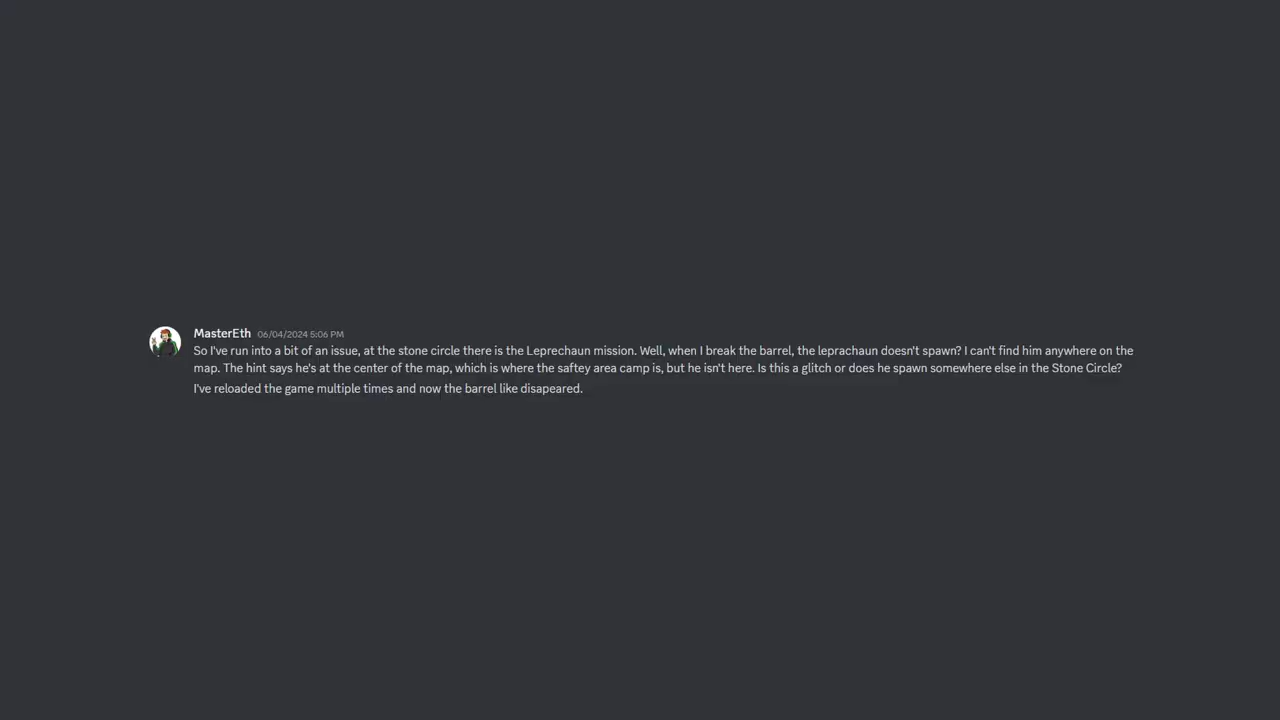 MasterEth 06/04/2024 5:06 PM
So I've run into a bit of an issue, at the stone circle there is the Leprechaun mission. Well, when I break the barrel, the leprechaun doesn't spawn? I can't find him anywhere on the
map. The hint says he's at the center of the map, which is where the saftey area camp is, but he isn't here. Is this a glitch or does he spawn somewhere else in the Stone Circle?
I've reloaded the game multiple times and now the barrel like disapeared.